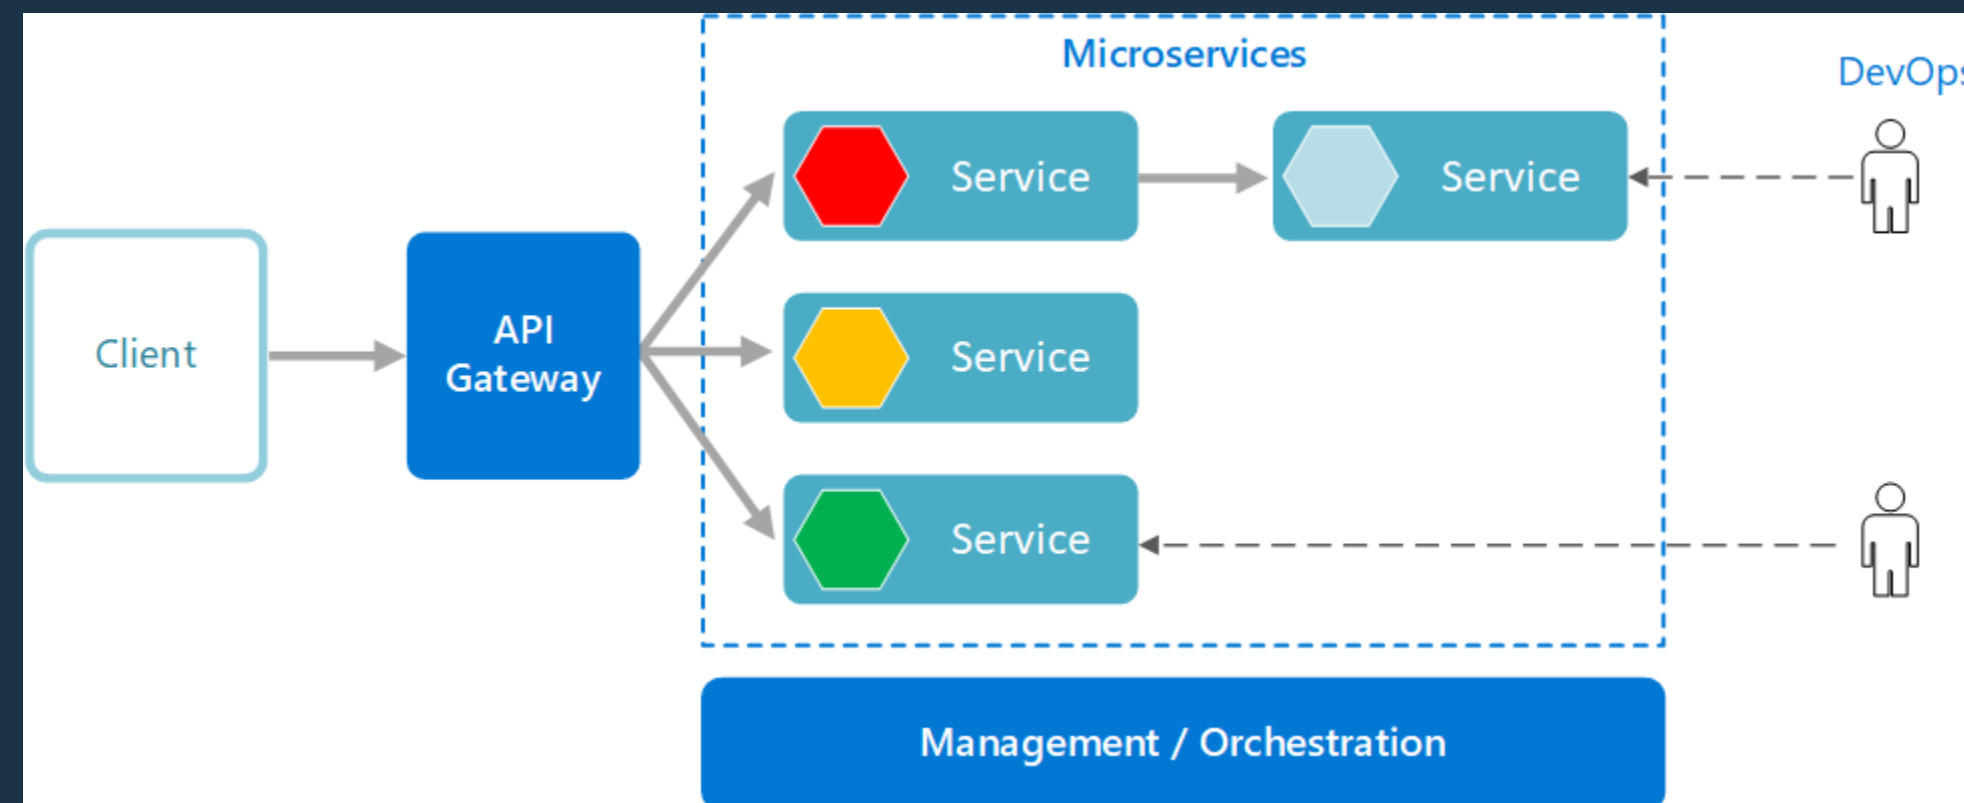 Microservices
DevOps
Service
Service
Client
API
Gateway
Service
Service
Management / Orchestration